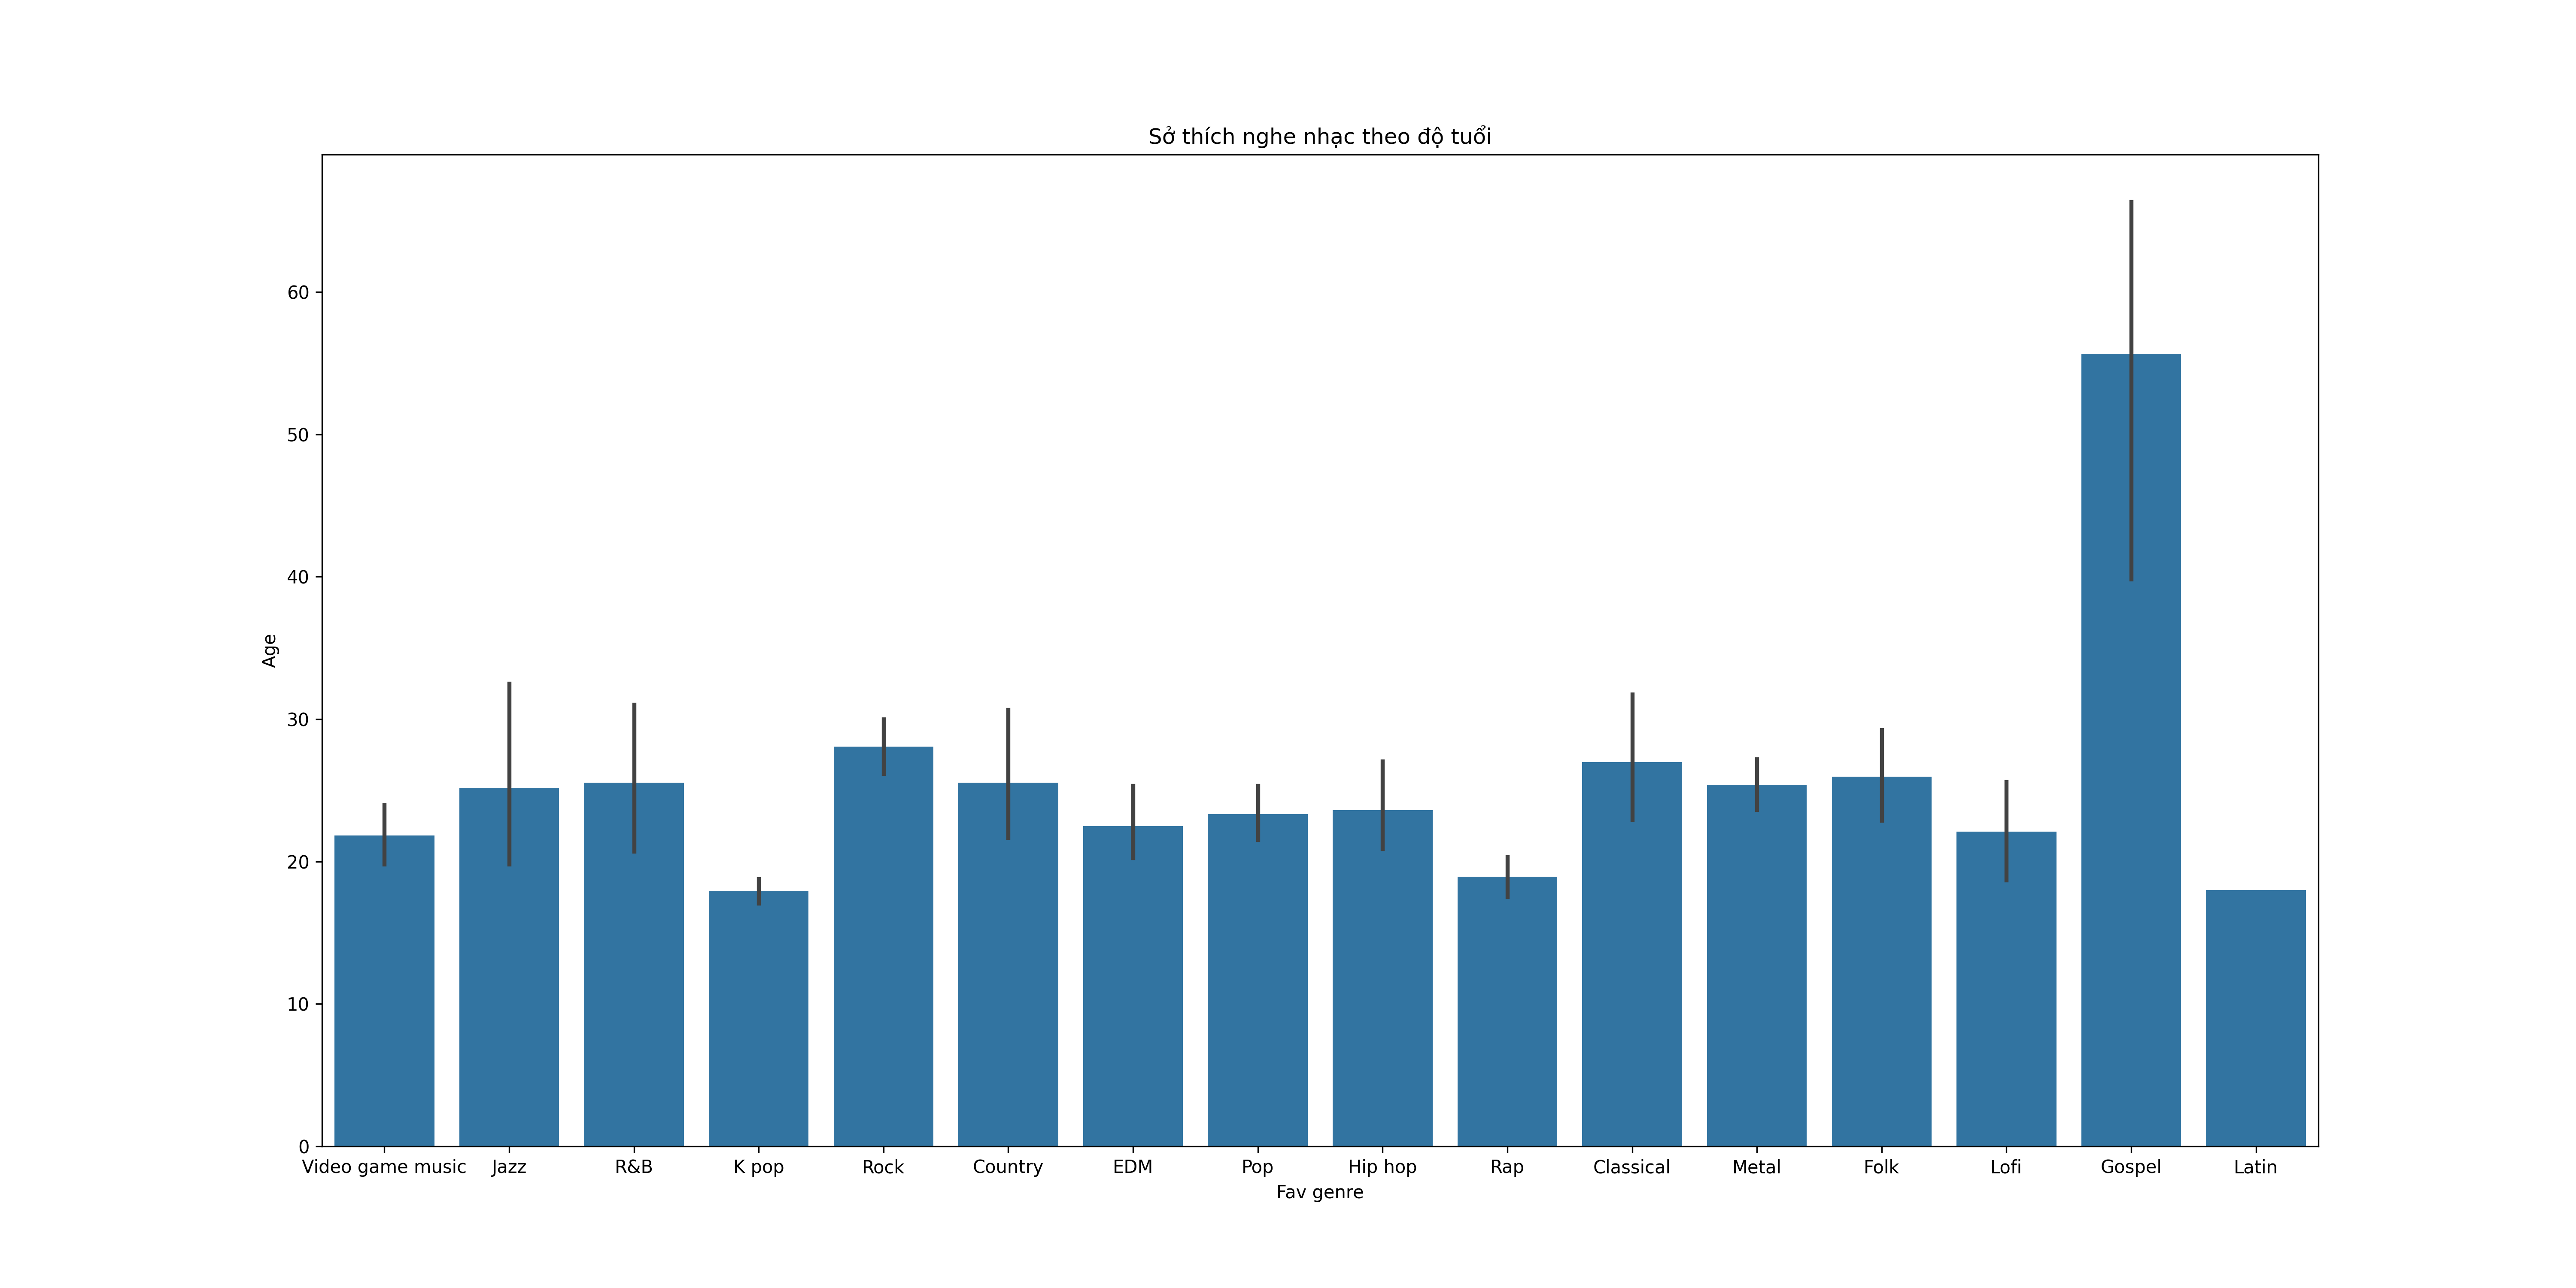 Sở thích nghe nhạc theo độ tuổi
Age
60
50
40
30
20
10
0
Video game music Jazz R&B K pop Rock Country EDM Pop Hip hop Rap Classical Metal Folk Lofi Gospel Latin
Fav genre